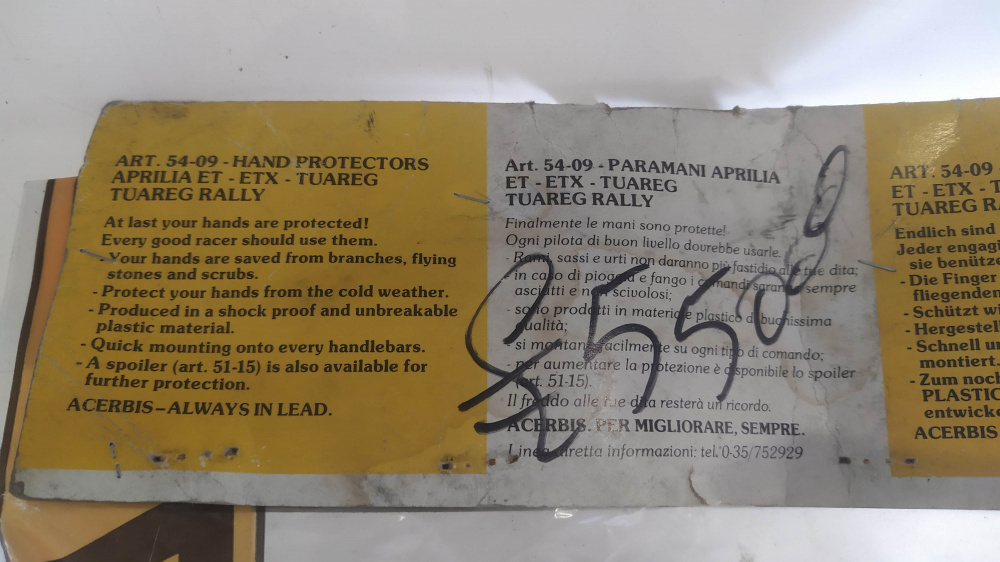 ART. 54-09 - HAND PROTECTORS
APRILIA ET - ETX - TUAREG
TUAREG RALLY
At last your hands are protected!
Every good racer should use them.
- Your hands are saved from branches, flying
stones and scrubs.
- Protect your hands from the cold weather.
- Produced in a shock proof and unbreakable
plastic material.
- Quick mounting onto every handlebars.
- A spoiler (art. 51-15) is also available for
further protection.
ACERBIS-ALWAYS IN LEAD.
Art. 54-09 - PARAMANI APRILIA
ET - ETX - TUAREG
TUAREG RALLY
Finalmente le mani sono protette!
Ogni pilota di buon livello dovrebbe usarle.
- Rami, sassi e urti non daranno più fastidio alle tue dita;
- in caso di pioggia e fango i comandi saranno sempre
asciutti e non scivolosi;
- sono prodotti in materiale plastico di buonissima
qualità;
- si montano facilmente su ogni tipo di comando;
- per aumentare la protezione è disponibile lo spoiler
(art. 51-15).
Il freddo alle tue dita resterà un ricordo.
ACERBIS. PER MIGLIORARE, SEMPRE.
Linea diretta informazioni: tel. 0-35/752929
55000
ART. 54-09
ET - ETX - T
TUAREG RA
Endlich sind
Jeder engagi
sie benütze
- Die Finger
fliegenden
- Schützt wi
- Hergestel
- Schnell un
montiert.
- Zum noch
PLASTIC
entwicke
ACERBIS